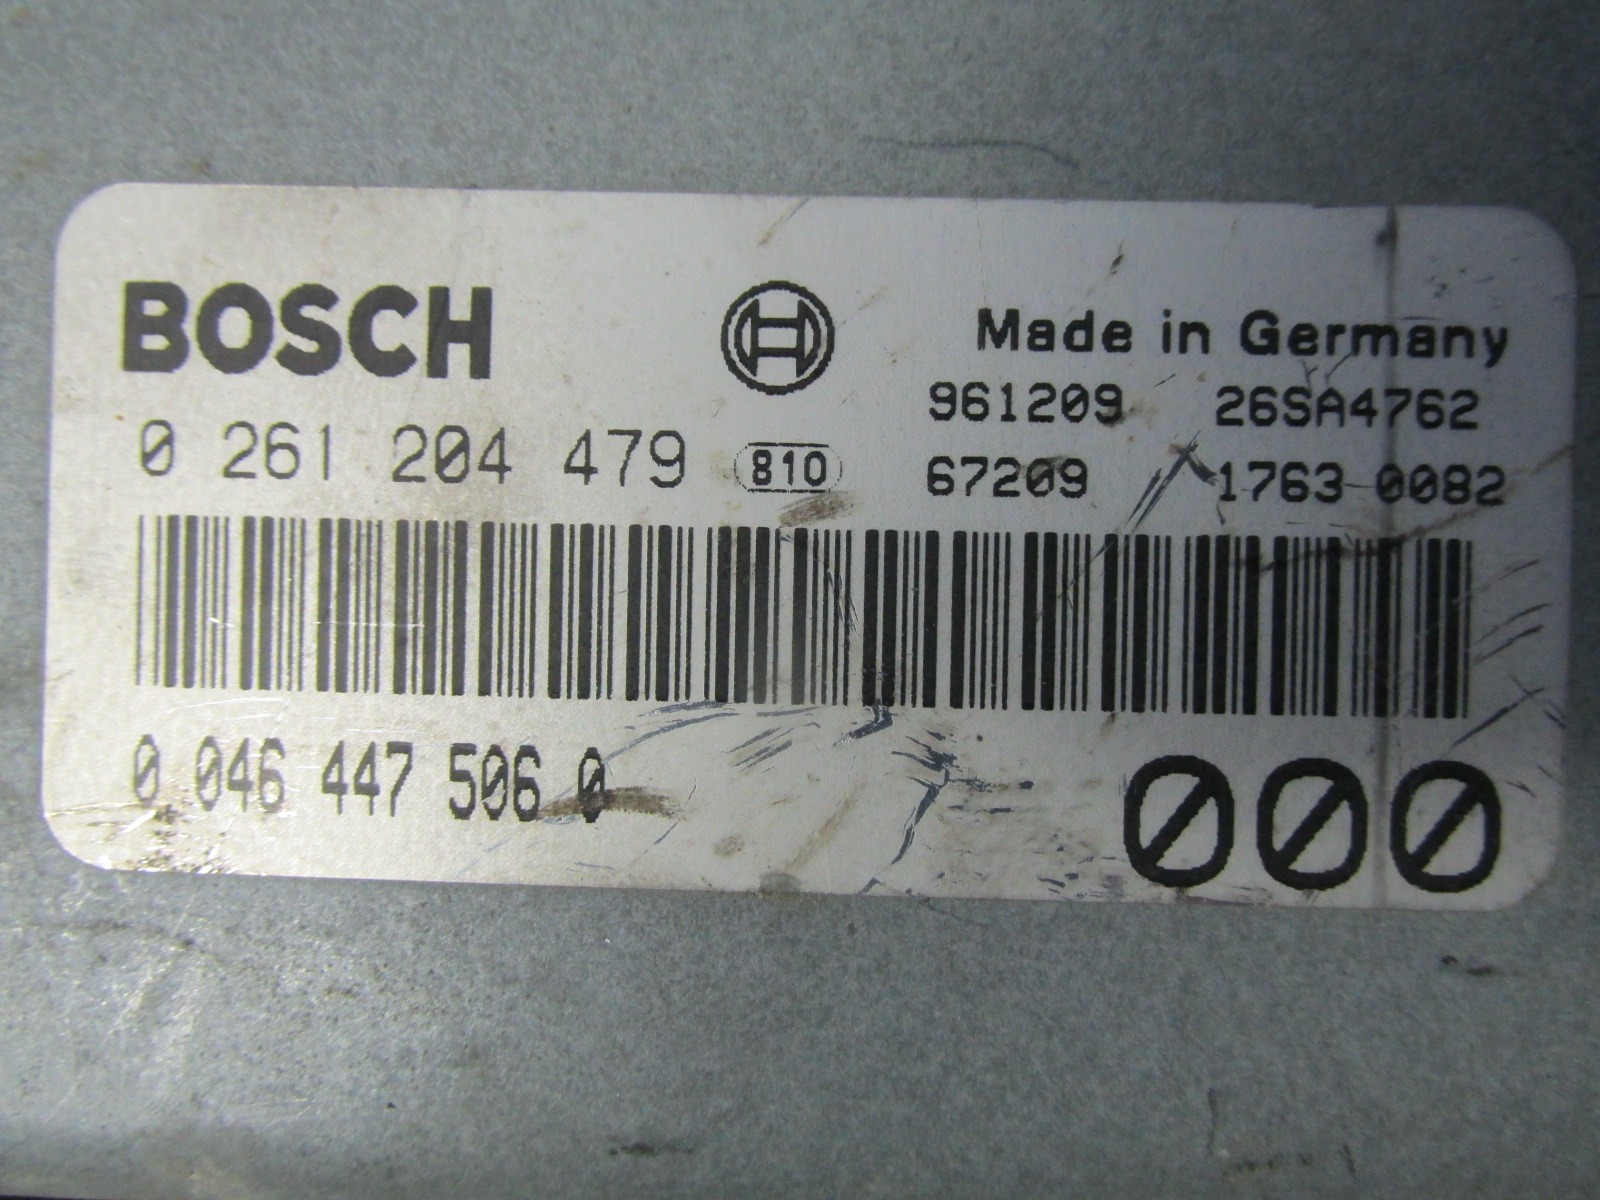 BOSCH
Made in Germany
961209 26SA4762
0 261 204 479 810 67209 1763 0082
0 046 447 506 0
000